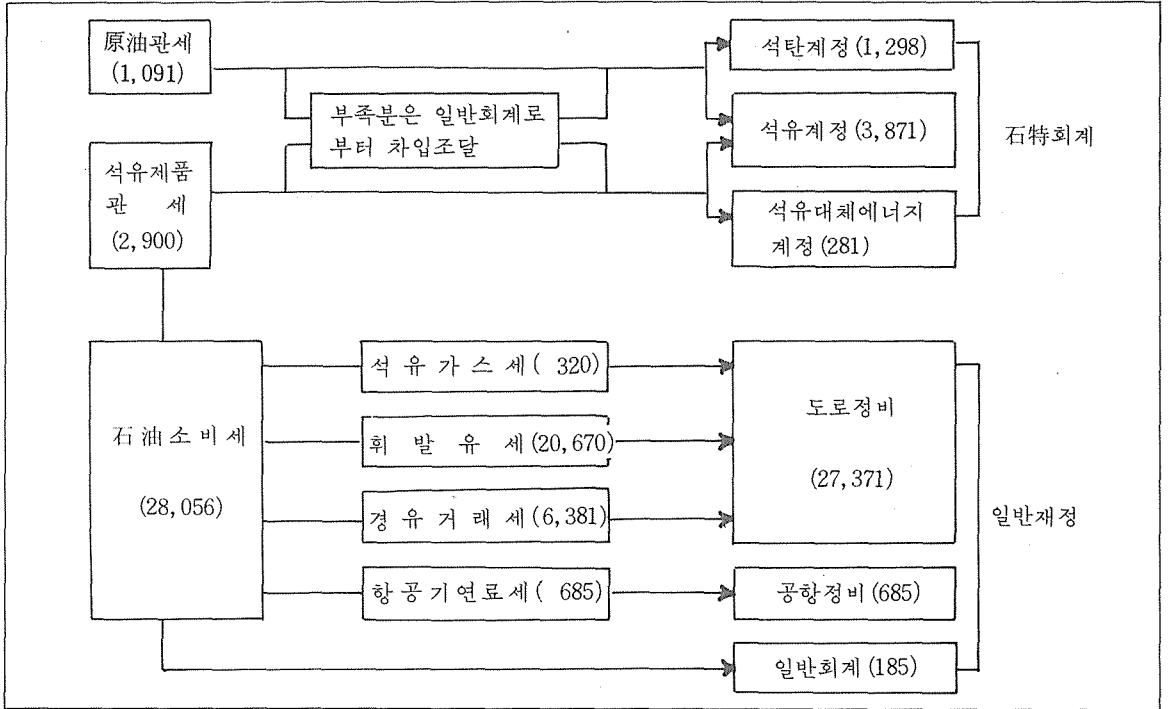 原油관세
(1,091)
석탄계정(1,298)
부족분은 일반회계로
부터 차입조달
석유계정(3,871)
石特회계
석유제품
관 세
(2,900)
석유대체에너지
계정(281)
石油소비세
(28,056)
석 유 가 스 세( 320)
휘 발 유 세(20,670)
경 유 거 래 세(6,381)
항 공 기 연 료 세( 685)
도로정비
(27,371)
공항정비(685)
일반회계(185)
일반재정